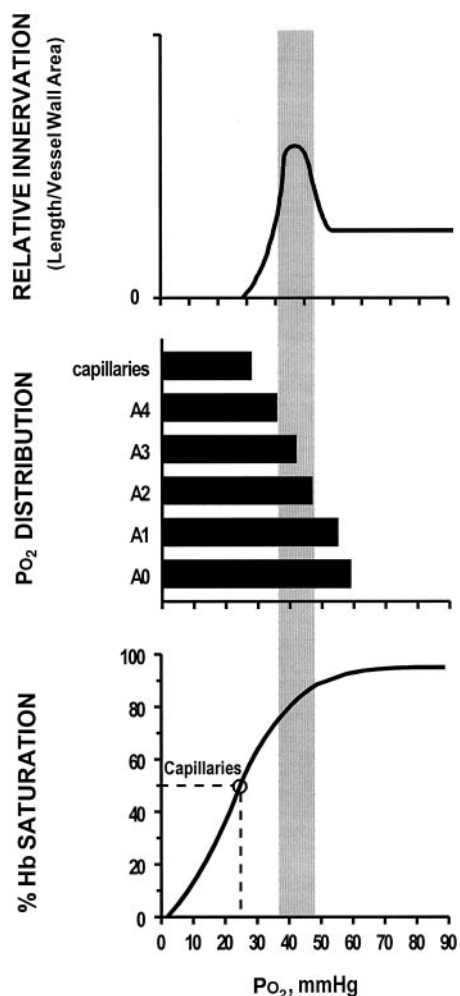 RELATIVE INNERVATION
(Length/Vessel Wall Area)
0
PO2 DISTRIBUTION
capillaries
A4
A3
A2
A1
A0
% Hb SATURATION
100
80
60
40
20
0
Capillaries
0 10 20 30 40 50 60 70 80 90
PO2, mmHg